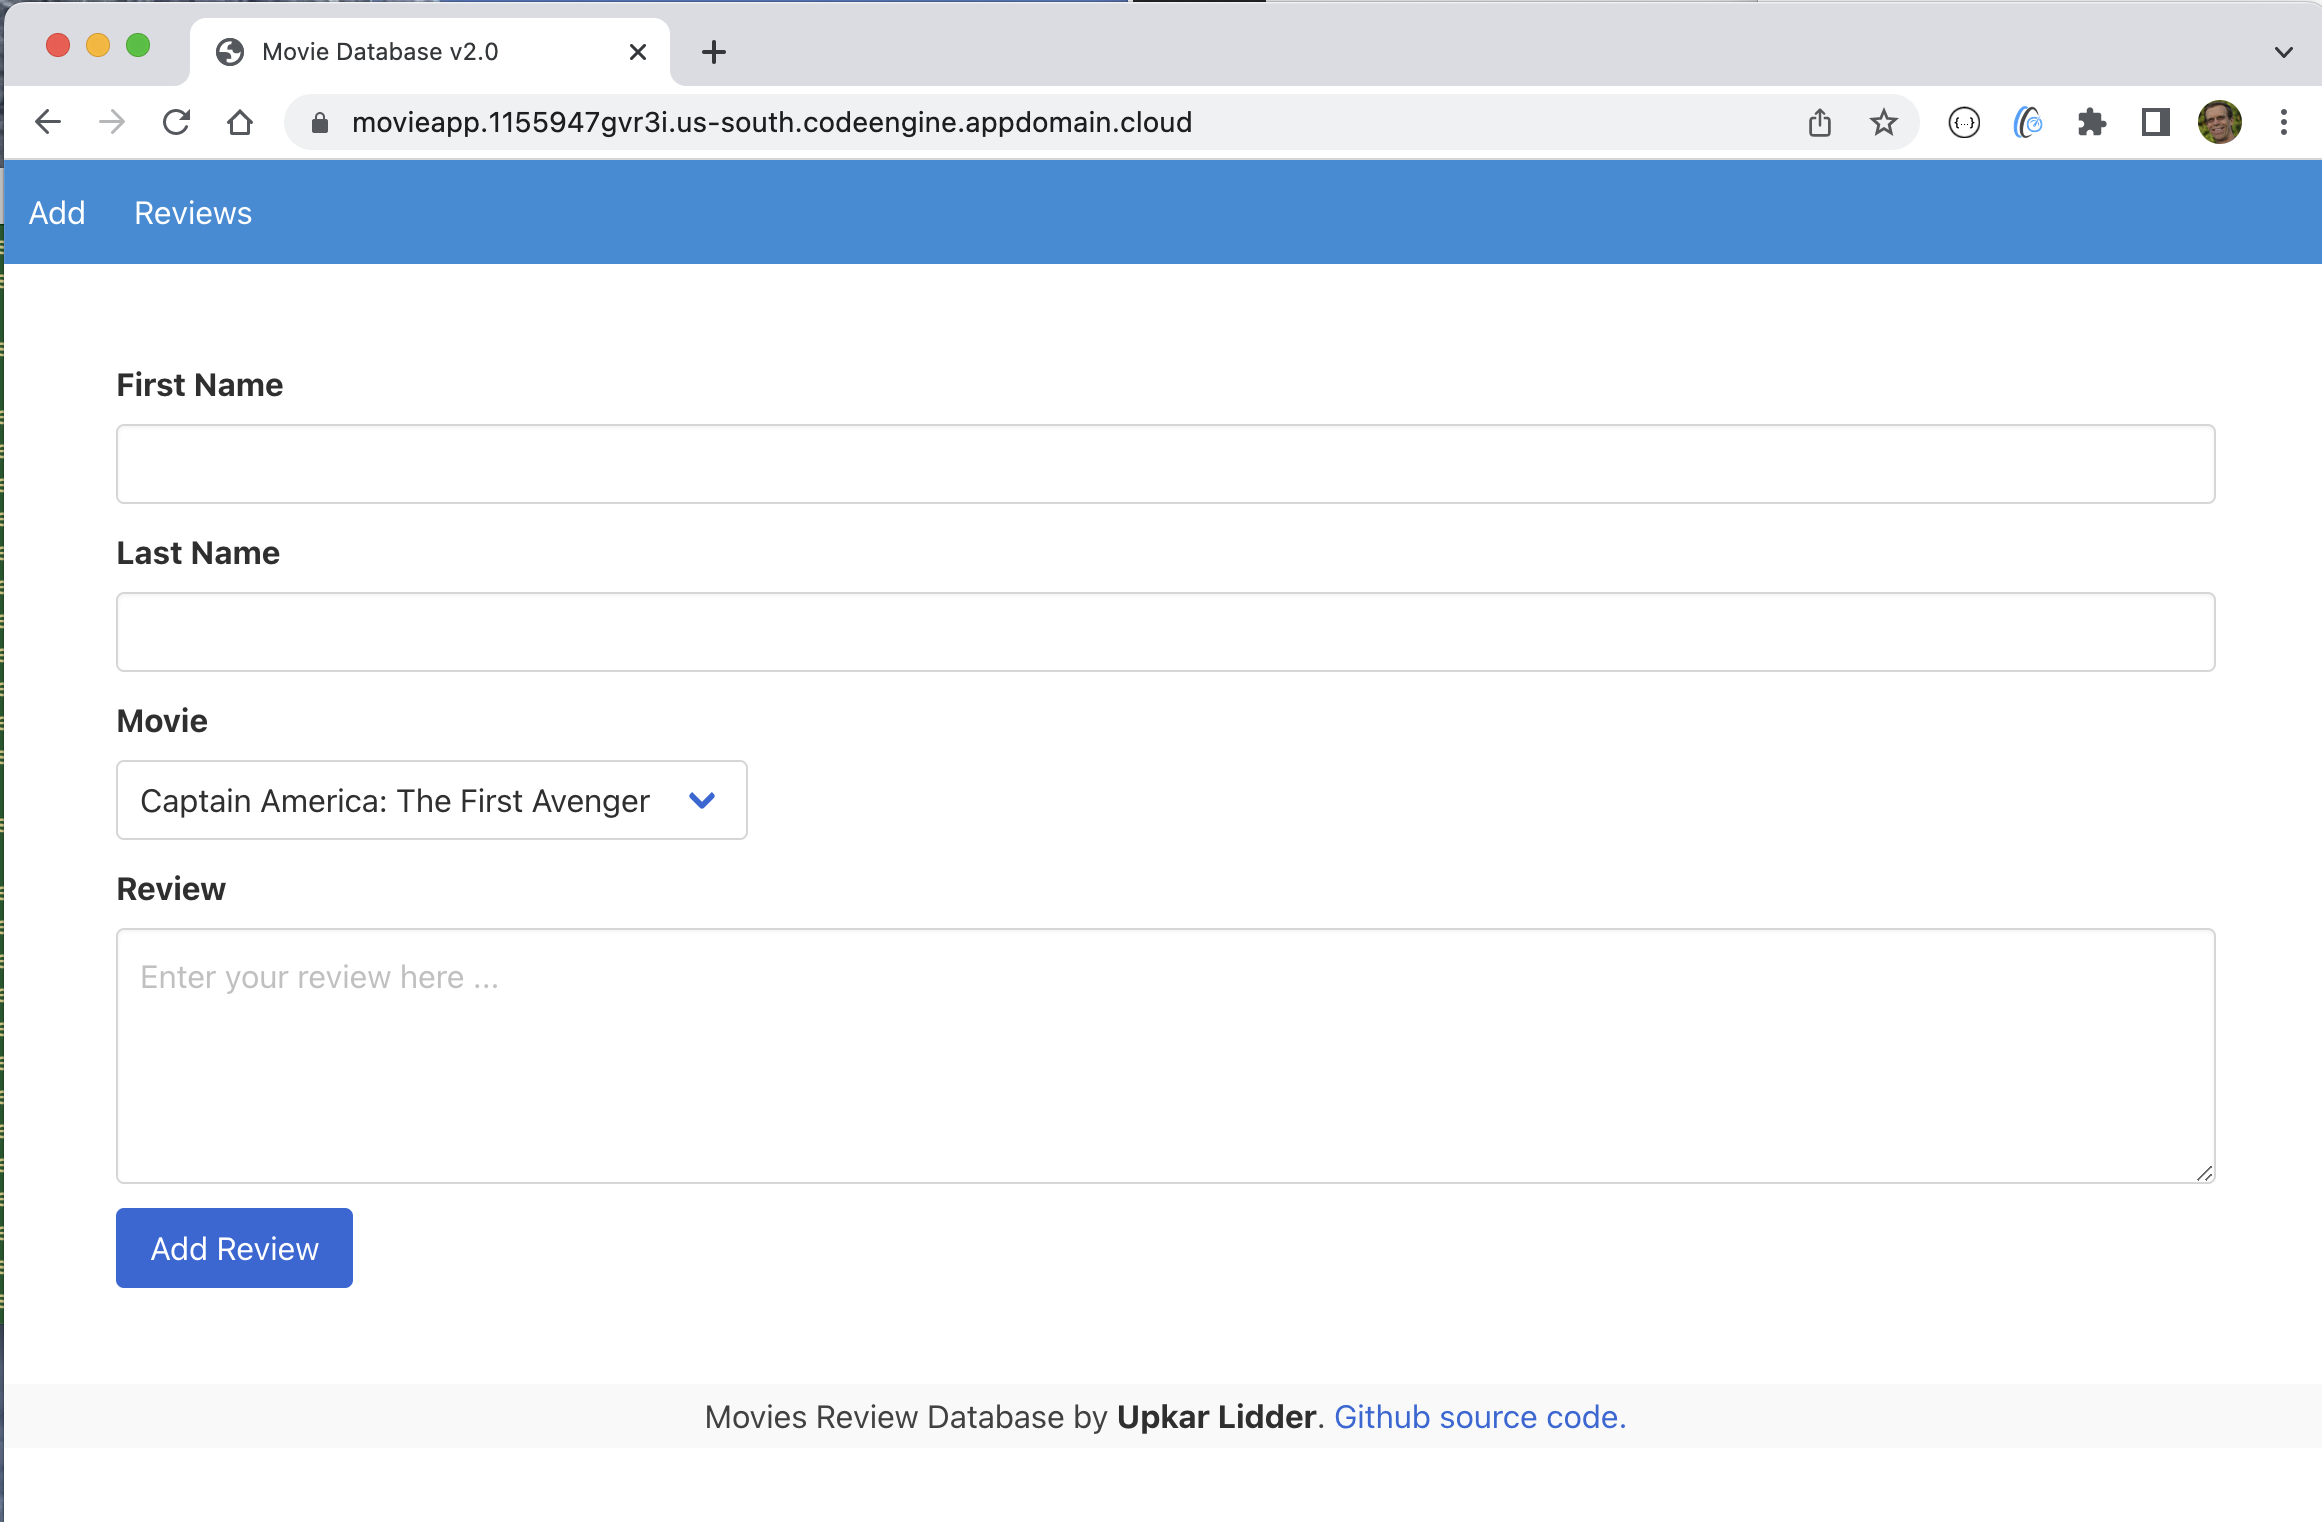 Movie Database v2.0
movieapp.1155947gvr3i.us-south.codeengine.appdomain.cloud
Add Reviews
First Name
Last Name
Movie
Captain America: The First Avenger
Review
Enter your review here ...
Add Review
Movies Review Database by Upkar Lidder. Github source code.